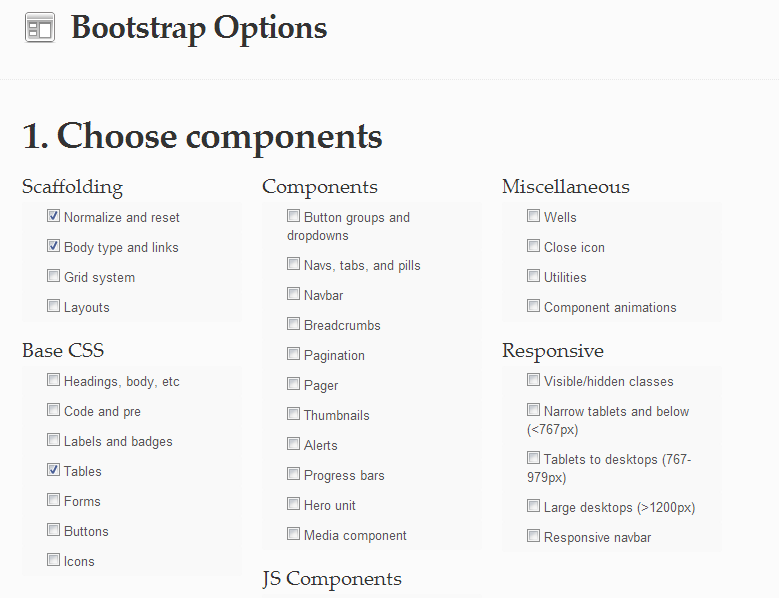 Bootstrap Options
1. Choose components
Scaffolding
Normalize and reset
Body type and links
Grid system
Layouts
Base CSS
Headings, body, etc
Code and pre
Labels and badges
Tables
Forms
Buttons
Icons
Components
Button groups and
dropdowns
Navs, tabs, and pills
Navbar
Breadcrumbs
Pagination
Pager
Thumbnails
Alerts
Progress bars
Hero unit
Media component
JS Components
Miscellaneous
Wells
Close icon
Utilities
Component animations
Responsive
Visible/hidden classes
Narrow tablets and below
(<767px)
Tablets to desktops (767-
979px)
Large desktops (>1200px)
Responsive navbar